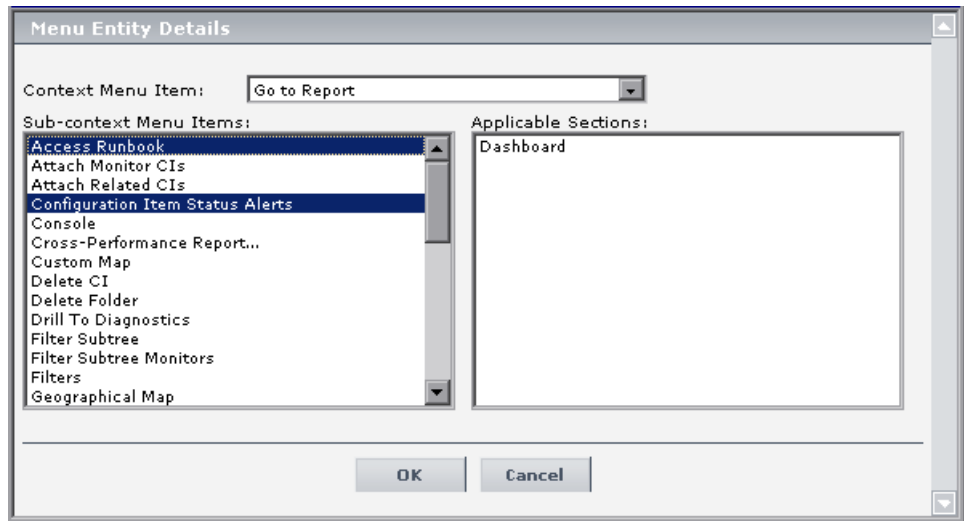 Menu Entity Details
Context Menu Item: Go to Report
Sub-context Menu Items:
Access Runbook
Attach Monitor CIs
Attach Related CIs
Configuration Item Status Alerts
Console
Cross-Performance Report...
Custom Map
Delete CI
Delete Folder
Drill To Diagnostics
Filter Subtree
Filter Subtree Monitors
Filters
Geographical Map
Applicable Sections:
Dashboard
OK Cancel